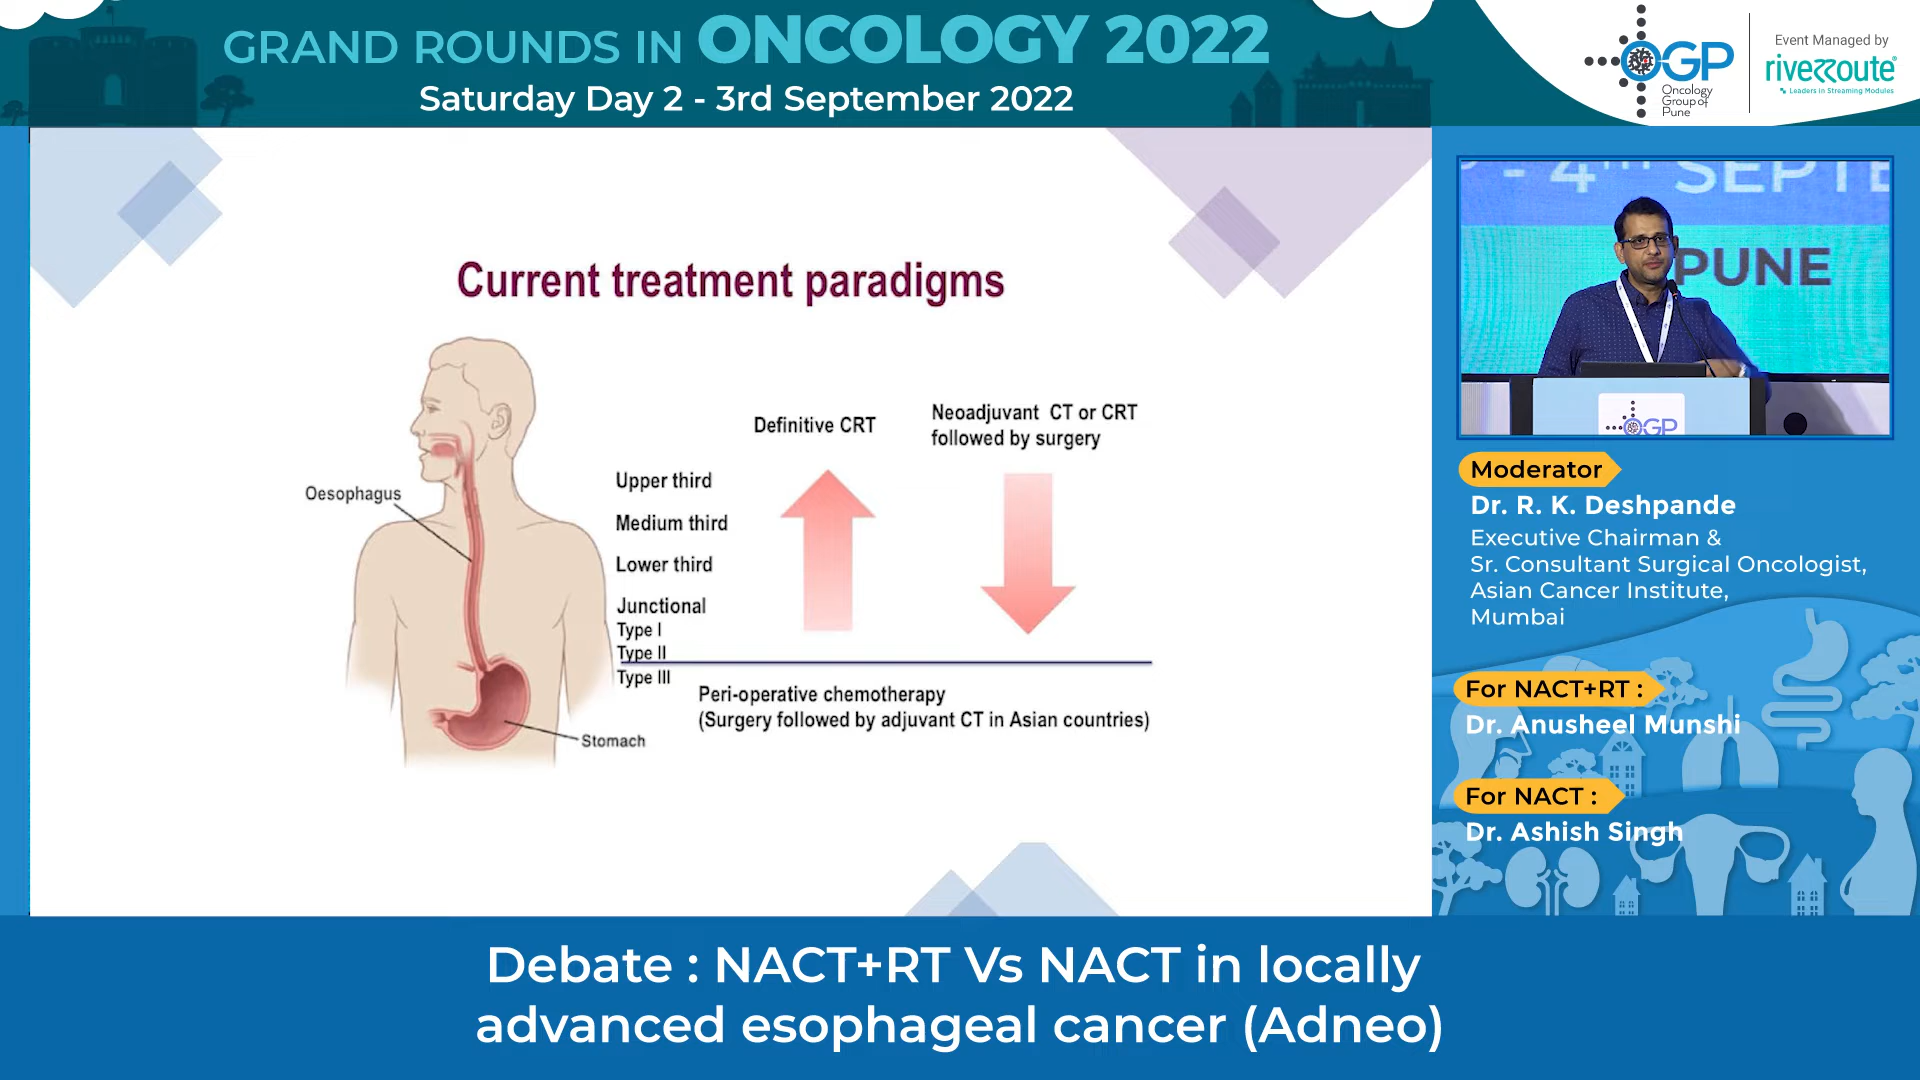 GRAND ROUNDS IN ONCOLOGY 2022
Saturday Day 2 - 3rd September 2022
OGP
Oncology
Group of
Pune
Event Managed by
riveRoute
Leaders in Streaming Modules
Current treatment paradigms
Definitive CRT
Neoadjuvant CT or CRT
followed by surgery
Oesophagus
Upper third
Medium third
Lower third
Junctional
Type I
Type II
Type III
Peri-operative chemotherapy
(Surgery followed by adjuvant CT in Asian countries)
Stomach
- 4th SEPTE
PUNE
OGP
Moderator
Dr. R. K. Deshpande
Executive Chairman &
Sr. Consultant Surgical Oncologist,
Asian Cancer Institute,
Mumbai
For NACT+RT :
Dr. Anusheel Munshi
For NACT :
Dr. Ashish Singh
Debate : NACT+RT Vs NACT in locally
advanced esophageal cancer (Adneo)